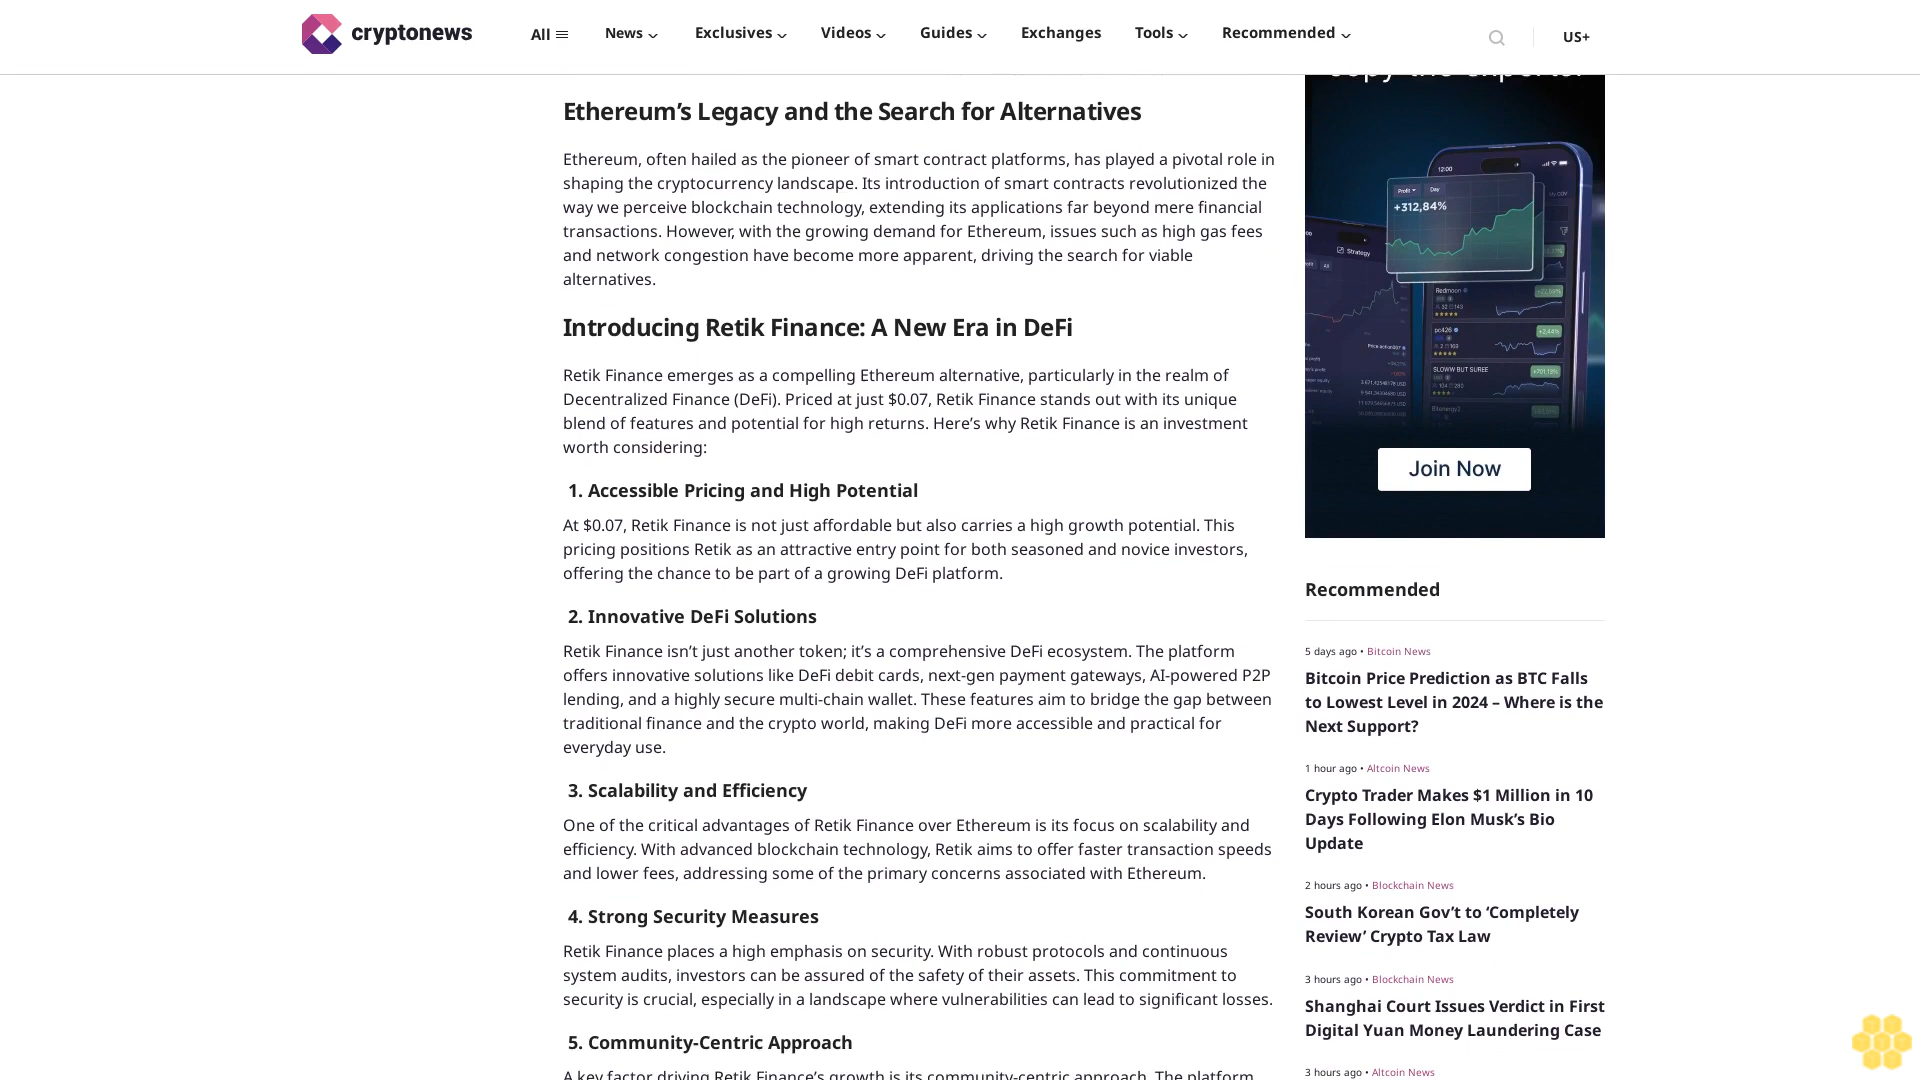 cryptonews
All
News
Exclusives
Videos
Guides
Exchanges
Tools
Recommended
US+
Ethereum’s Legacy and the Search for Alternatives
Ethereum, often hailed as the pioneer of smart contract platforms, has played a pivotal role in
shaping the cryptocurrency landscape. Its introduction of smart contracts revolutionized the
way we perceive blockchain technology, extending its applications far beyond mere financial
transactions. However, with the growing demand for Ethereum, issues such as high gas fees
and network congestion have become more apparent, driving the search for viable
alternatives.
Introducing Retik Finance: A New Era in DeFi
Retik Finance emerges as a compelling Ethereum alternative, particularly in the realm of
Decentralized Finance (DeFi). Priced at just $0.07, Retik Finance stands out with its unique
blend of features and potential for high returns. Here’s why Retik Finance is an investment
worth considering:
1. Accessible Pricing and High Potential
At $0.07, Retik Finance is not just affordable but also carries a high growth potential. This
pricing positions Retik as an attractive entry point for both seasoned and novice investors,
offering the chance to be part of a growing DeFi platform.
2. Innovative DeFi Solutions
Retik Finance isn’t just another token; it’s a comprehensive DeFi ecosystem. The platform
offers innovative solutions like DeFi debit cards, next-gen payment gateways, AI-powered P2P
lending, and a highly secure multi-chain wallet. These features aim to bridge the gap between
traditional finance and the crypto world, making DeFi more accessible and practical for
everyday use.
3. Scalability and Efficiency
One of the critical advantages of Retik Finance over Ethereum is its focus on scalability and
efficiency. With advanced blockchain technology, Retik aims to offer faster transaction speeds
and lower fees, addressing some of the primary concerns associated with Ethereum.
4. Strong Security Measures
Retik Finance places a high emphasis on security. With robust protocols and continuous
system audits, investors can be assured of the safety of their assets. This commitment to
security is crucial, especially in a landscape where vulnerabilities can lead to significant losses.
5. Community-Centric Approach
A key factor driving Retik Finance’s growth is its community-centric approach. The platform
12:00
Profit
Day
+312,84%
Strategy
All
Redmoon
pc426
+2,44%
SLOWW BUT SUREE
+701,13%
Join Now
Recommended
5 days ago • Bitcoin News
Bitcoin Price Prediction as BTC Falls
to Lowest Level in 2024 – Where is the
Next Support?
1 hour ago • Altcoin News
Crypto Trader Makes $1 Million in 10
Days Following Elon Musk’s Bio
Update
2 hours ago • Blockchain News
South Korean Gov’t to ‘Completely
Review’ Crypto Tax Law
3 hours ago • Blockchain News
Shanghai Court Issues Verdict in First
Digital Yuan Money Laundering Case
3 hours ago • Altcoin News